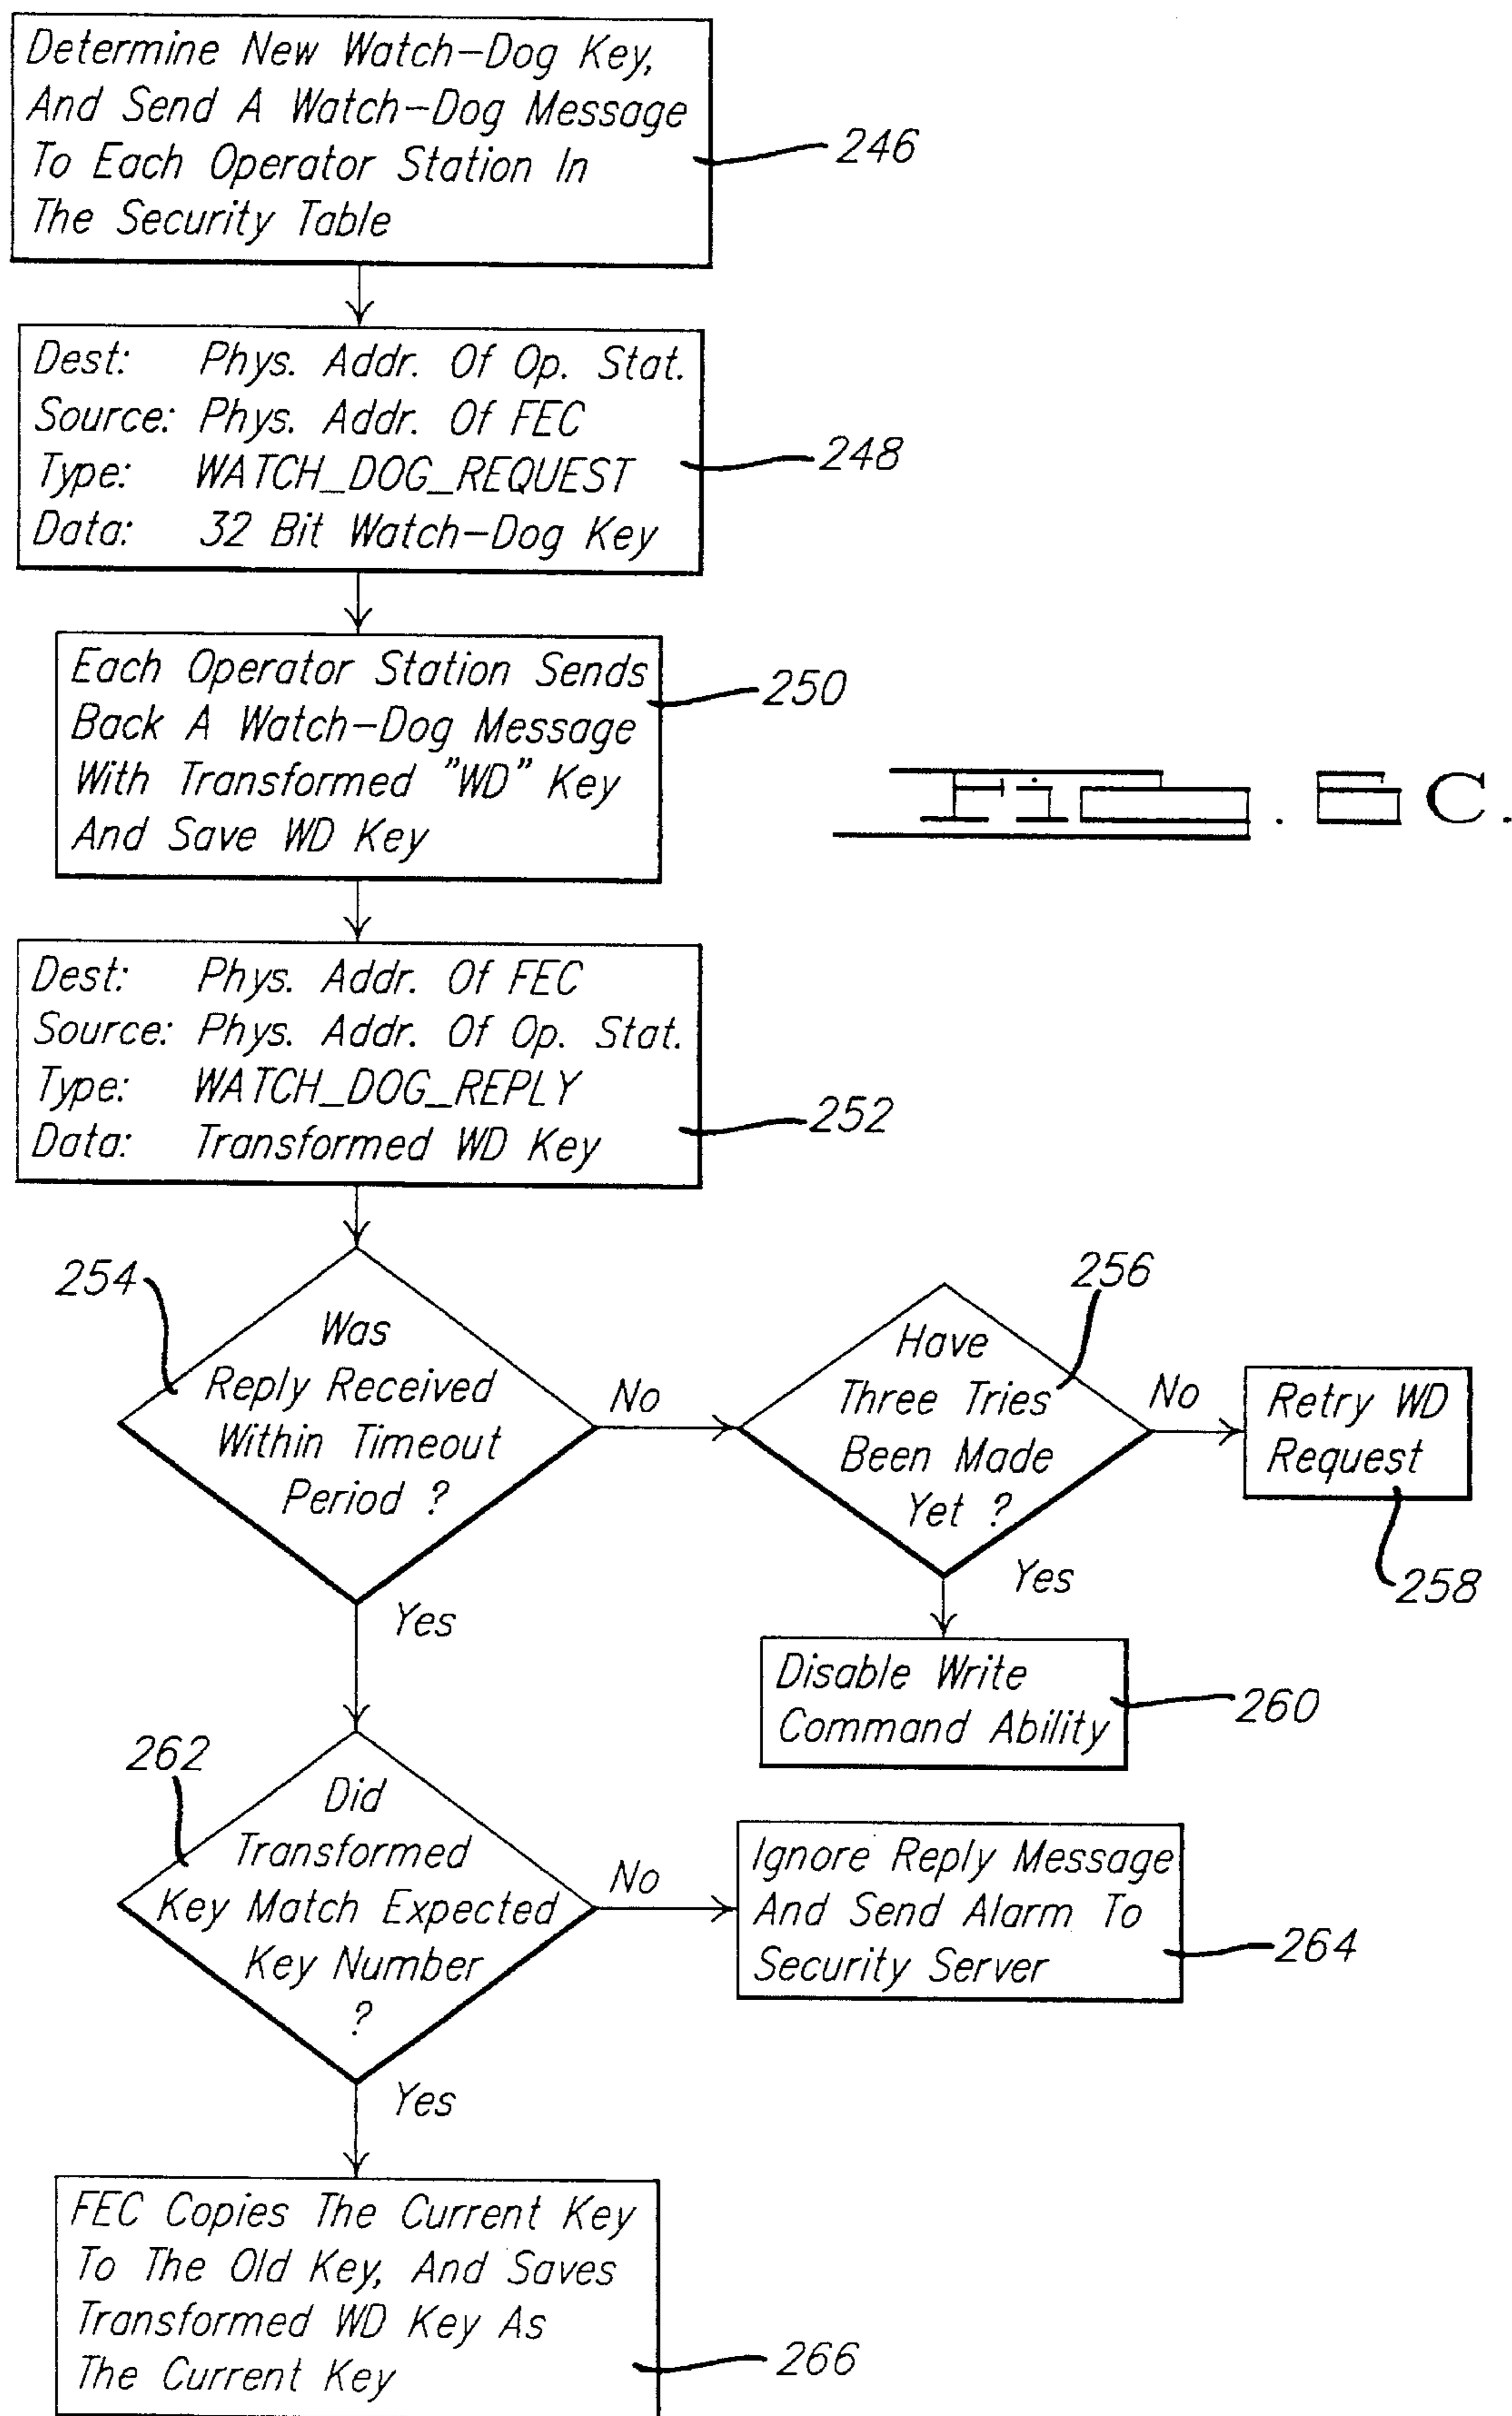 Determine New Watch-Dog Key,
And Send A Watch-Dog Message
To Each Operator Station In
The Security Table
246
Dest: Phys. Addr. Of Op. Stat.
Source: Phys. Addr. Of FEC
Type: WATCH_DOG_REQUEST
Data: 32 Bit Watch-Dog Key
248
Each Operator Station Sends
Back A Watch-Dog Message
With Transformed "WD" Key
And Save WD Key
250
C.
Dest: Phys. Addr. Of FEC
Source: Phys. Addr. Of Op. Stat.
Type: WATCH_DOG_REPLY
Data: Transformed WD Key
252
254
Was
Reply Received
Within Timeout
Period ?
No
Yes
256
Have
Three Tries
Been Made
Yet ?
No
Yes
Retry WD
Request
258
Disable Write
Command Ability
260
262
Did
Transformed
Key Match Expected
Key Number
?
No
Yes
Ignore Reply Message
And Send Alarm To
Security Server
264
FEC Copies The Current Key
To The Old Key, And Saves
Transformed WD Key As
The Current Key
266